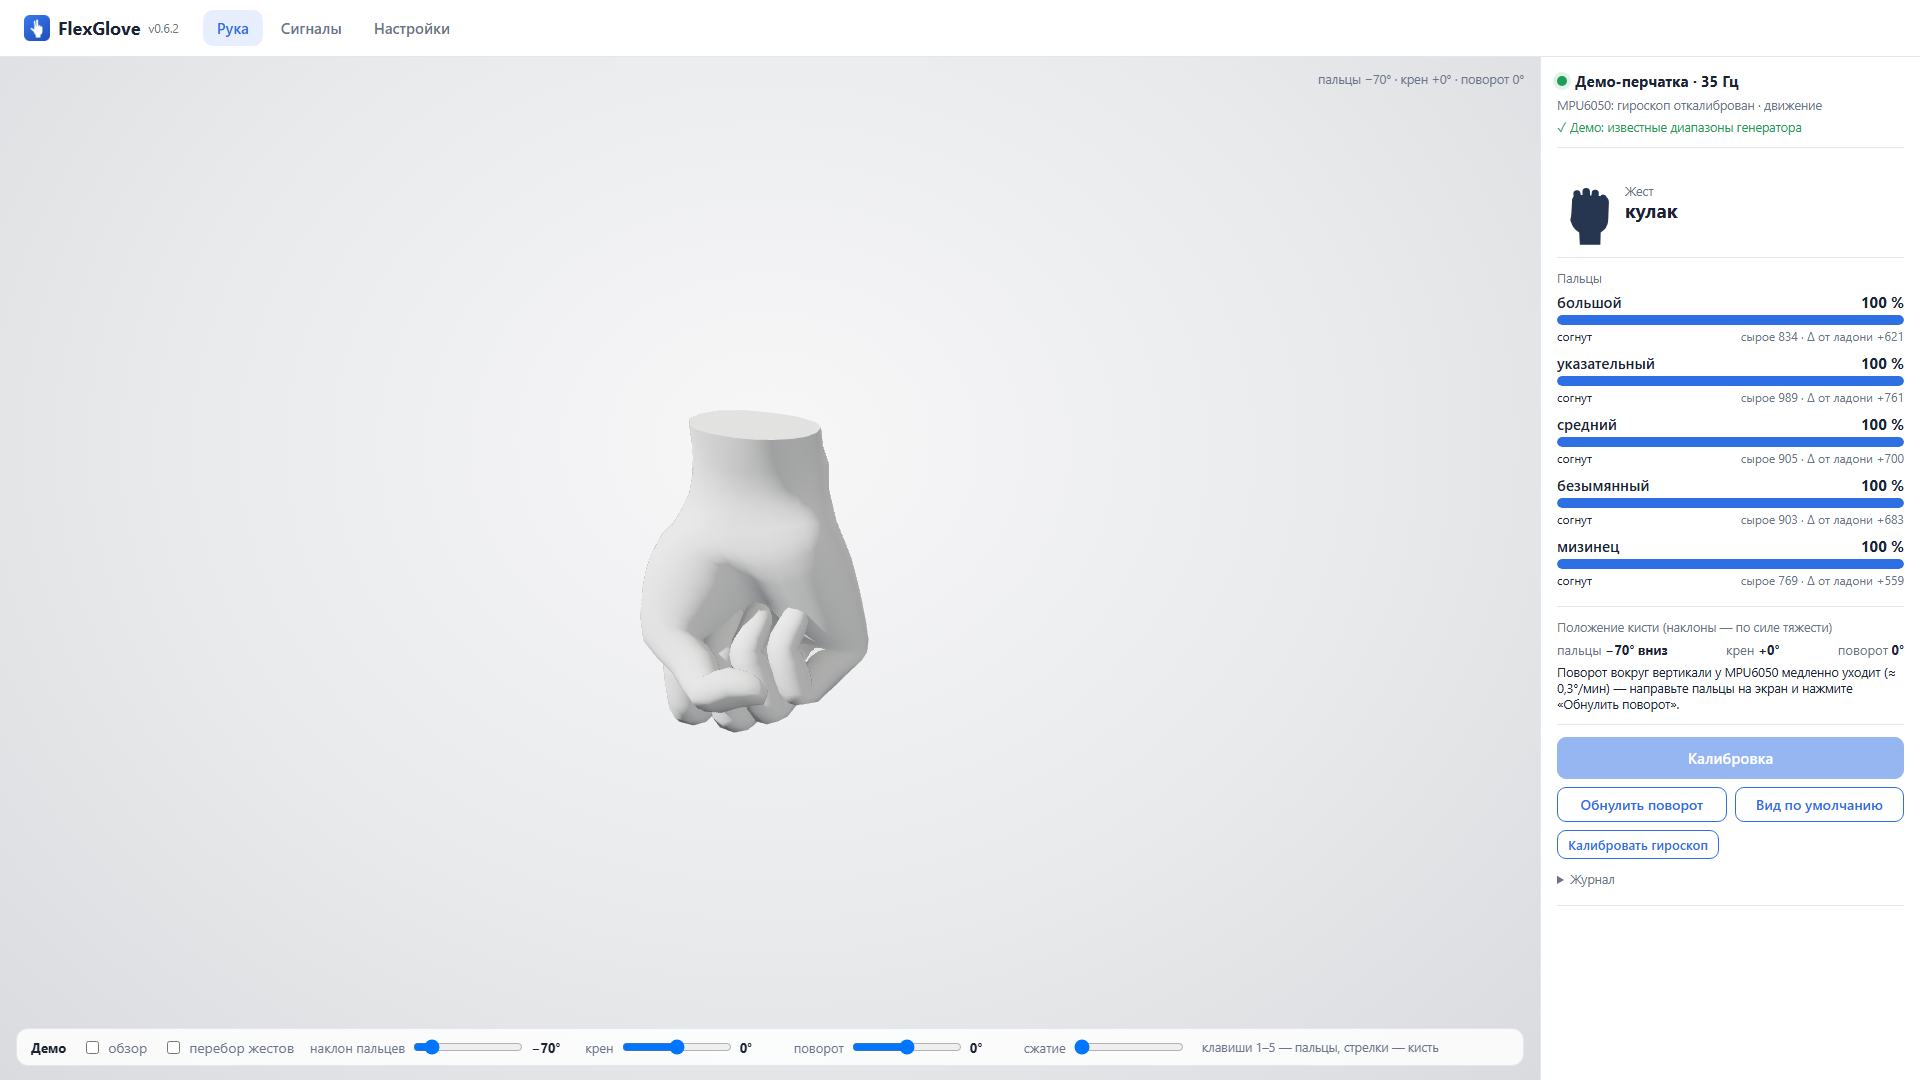 FlexGlove v0.6.2 Рука Сигналы Настройки
пальцы −70° · крен +0° · поворот 0°
Демо-перчатка · 35 Гц
MPU6050: гироскоп откалиброван · движение
✓ Демо: известные диапазоны генератора
Жест
кулак
Пальцы
большой 100 %
согнут сырое 834 · Δ от ладони +621
указательный 100 %
согнут сырое 989 · Δ от ладони +761
средний 100 %
согнут сырое 905 · Δ от ладони +700
безымянный 100 %
согнут сырое 903 · Δ от ладони +683
мизинец 100 %
согнут сырое 769 · Δ от ладони +559
Положение кисти (наклоны — по силе тяжести)
пальцы −70° вниз крен +0° поворот 0°
Поворот вокруг вертикали у MPU6050 медленно уходит (≈
0,3°/мин) — направьте пальцы на экран и нажмите
«Обнулить поворот».
Калибровка
Обнулить поворот Вид по умолчанию
Калибровать гироскоп
▶ Журнал
Демо обзор перебор жестов наклон пальцев −70° крен 0° поворот 0° сжатие клавиши 1–5 — пальцы, стрелки — кисть